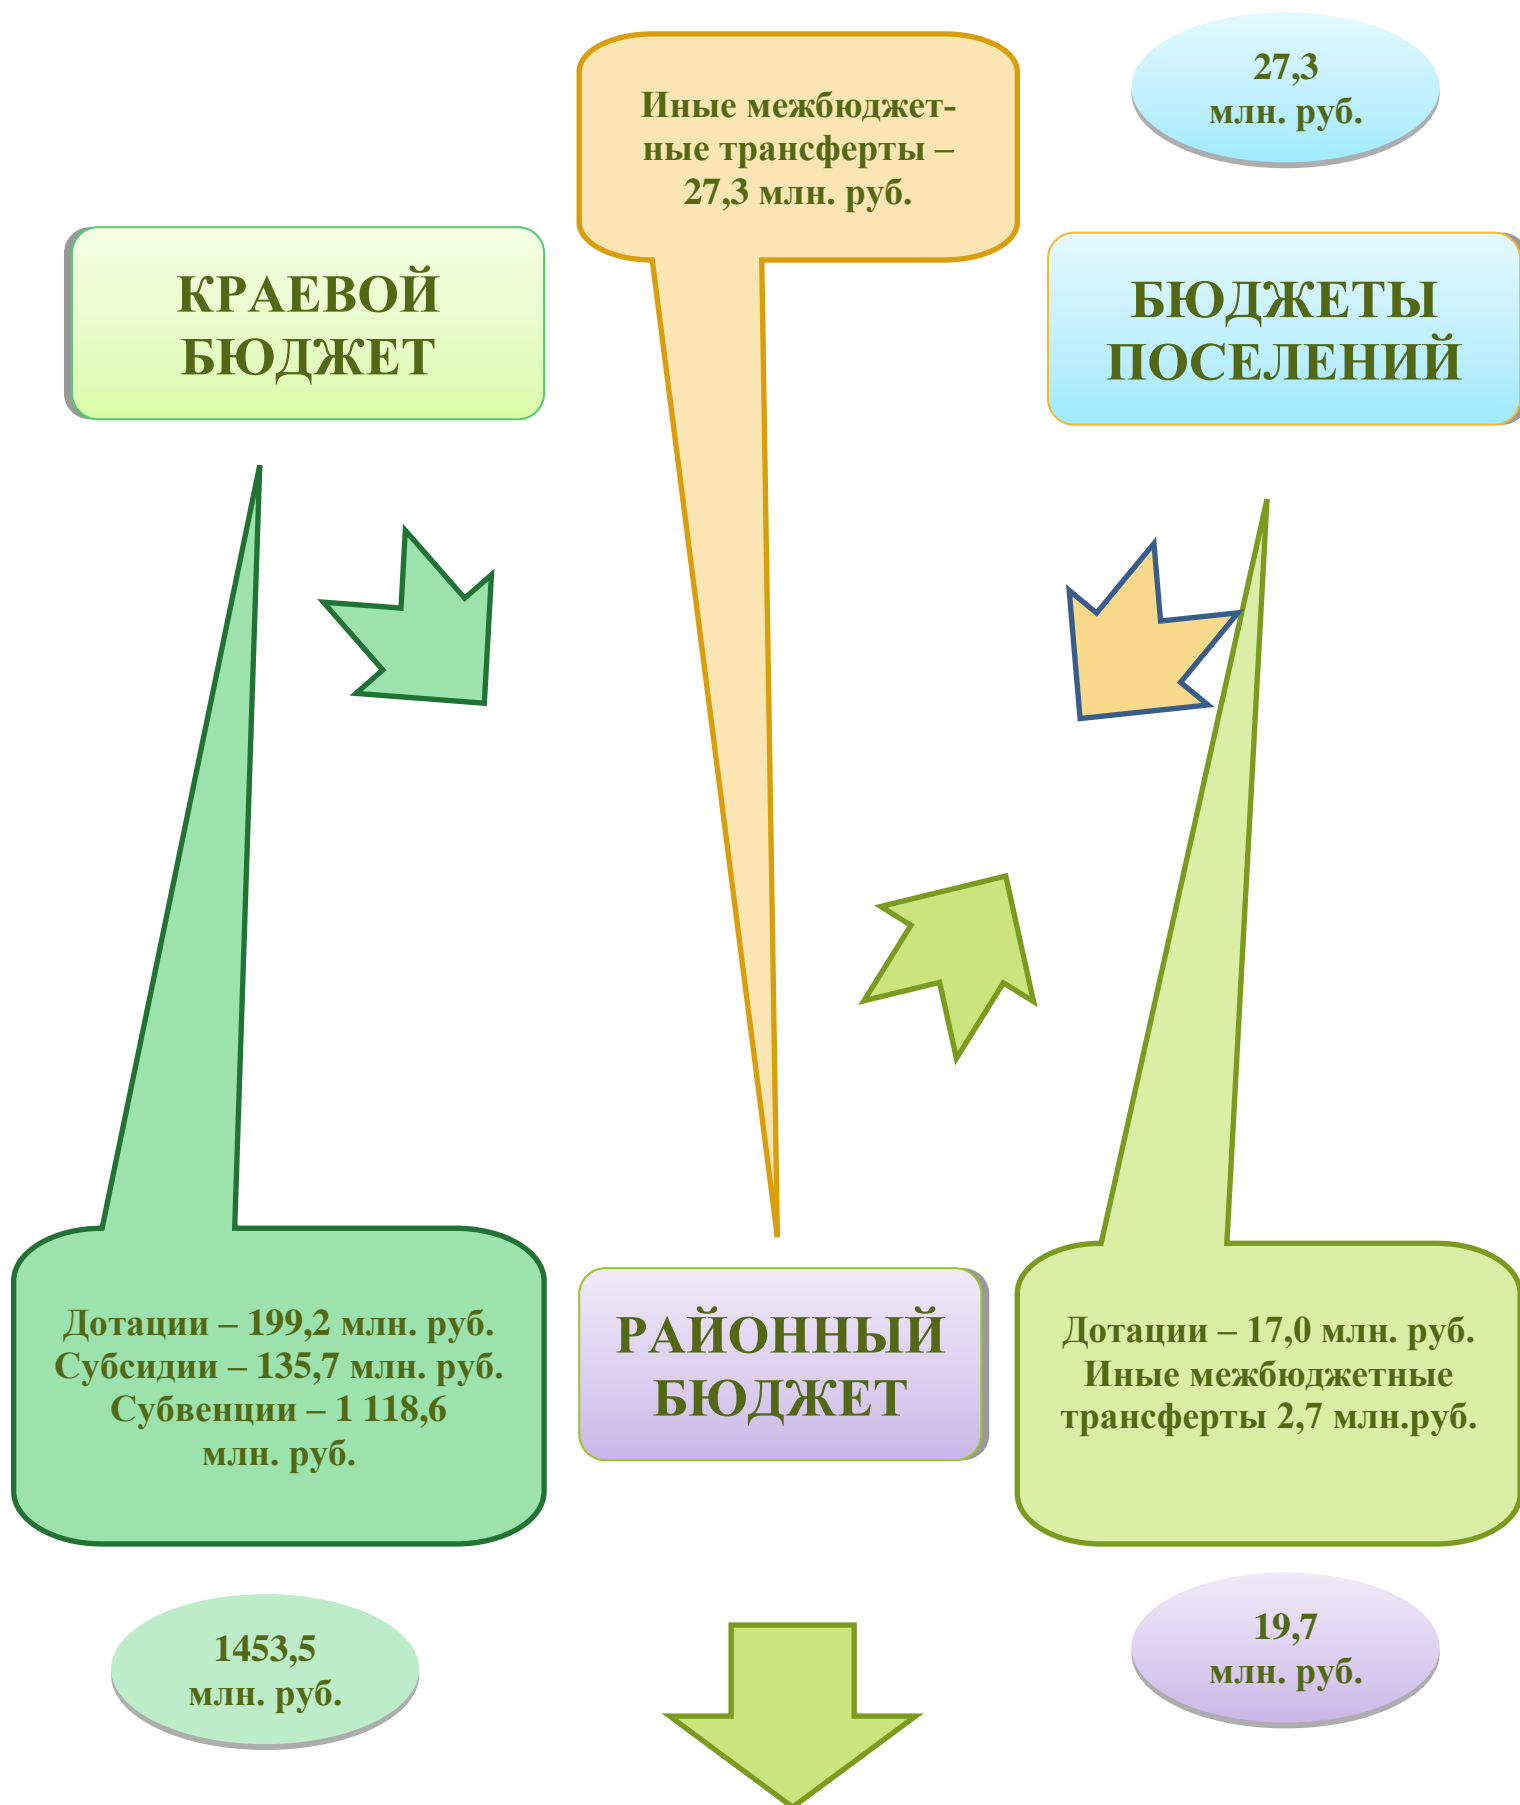 27,3
млн. руб.
Иные межбюджет-
ные трансферты –
27,3 млн. руб.
КРАЕВОЙ
БЮДЖЕТ
БЮДЖЕТЫ
ПОСЕЛЕНИЙ
Дотации – 199,2 млн. руб.
Субсидии – 135,7 млн. руб.
Субвенции – 1 118,6
млн. руб.
РАЙОННЫЙ
БЮДЖЕТ
Дотации – 17,0 млн. руб.
Иные межбюджетные
трансферты 2,7 млн.руб.
1453,5
млн. руб.
19,7
млн. руб.